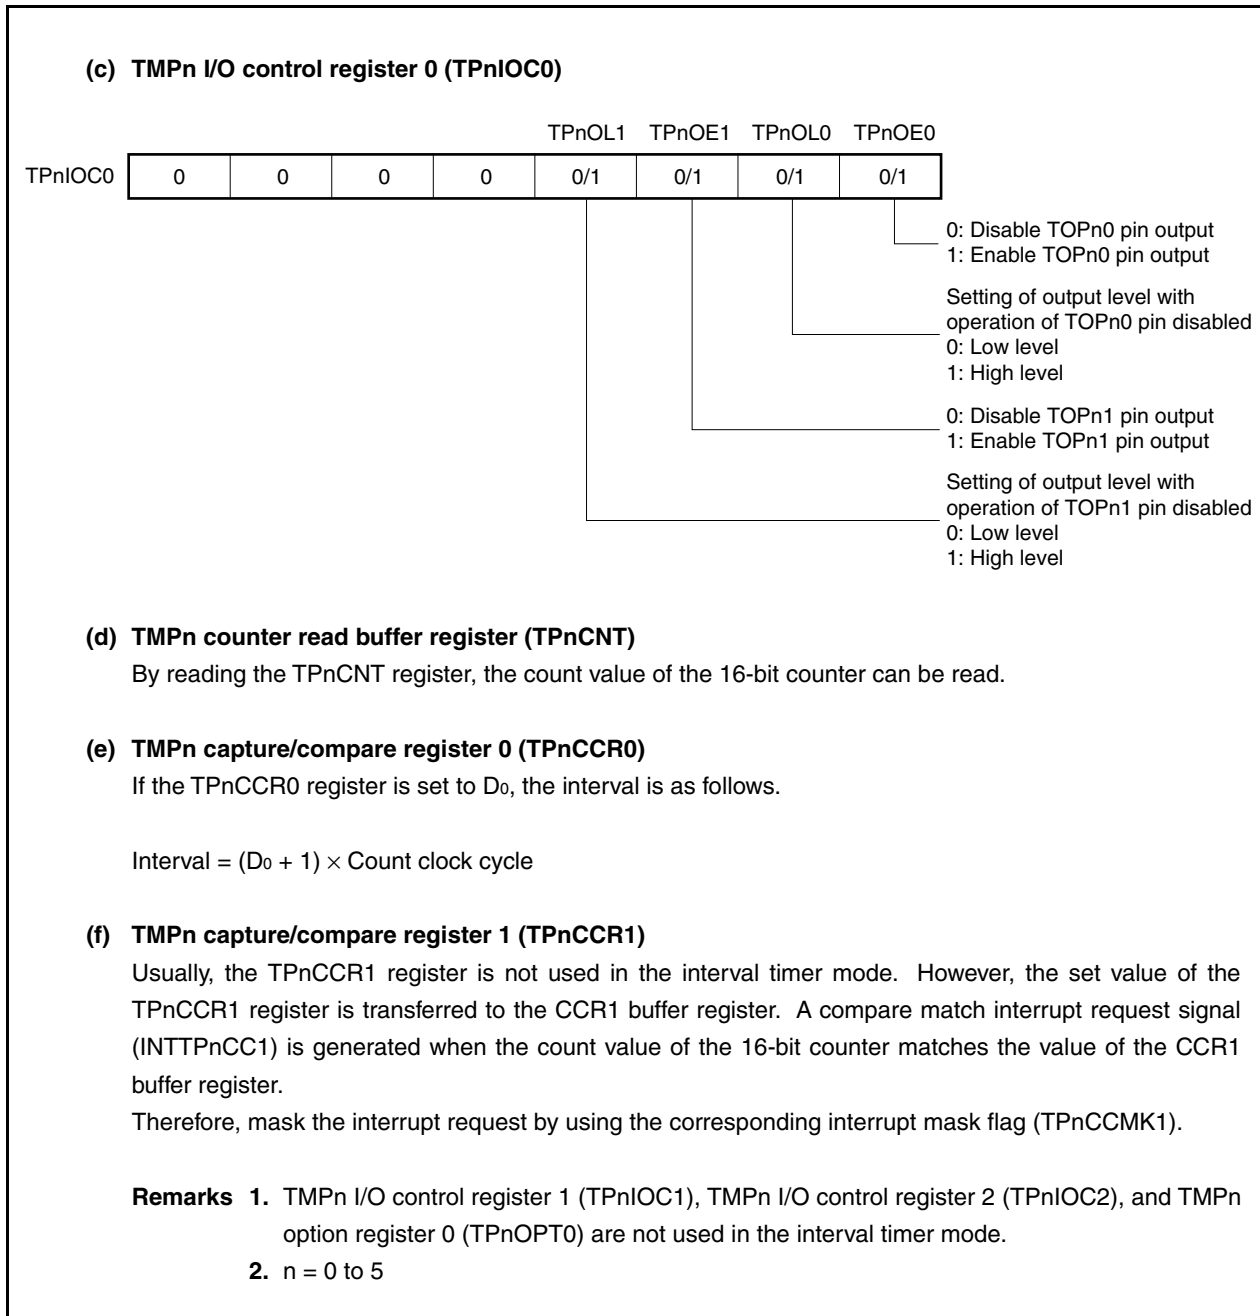 (c) TMPn I/O control register 0 (TPnIOC0)
TPnOL1 TPnOE1 TPnOL0 TPnOE0
TPnIOC0 0 0 0 0 0/1 0/1 0/1 0/1
0: Disable TOPn0 pin output
1: Enable TOPn0 pin output
Setting of output level with
operation of TOPn0 pin disabled
0: Low level
1: High level
0: Disable TOPn1 pin output
1: Enable TOPn1 pin output
Setting of output level with
operation of TOPn1 pin disabled
0: Low level
1: High level
(d) TMPn counter read buffer register (TPnCNT)
By reading the TPnCNT register, the count value of the 16-bit counter can be read.
(e) TMPn capture/compare register 0 (TPnCCR0)
If the TPnCCR0 register is set to D0, the interval is as follows.
Interval = (D0 + 1) × Count clock cycle
(f) TMPn capture/compare register 1 (TPnCCR1)
Usually, the TPnCCR1 register is not used in the interval timer mode. However, the set value of the
TPnCCR1 register is transferred to the CCR1 buffer register. A compare match interrupt request signal
(INTTPnCC1) is generated when the count value of the 16-bit counter matches the value of the CCR1
buffer register.
Therefore, mask the interrupt request by using the corresponding interrupt mask flag (TPnCCMK1).
Remarks 1. TMPn I/O control register 1 (TPnIOC1), TMPn I/O control register 2 (TPnIOC2), and TMPn
option register 0 (TPnOPT0) are not used in the interval timer mode.
2. n = 0 to 5